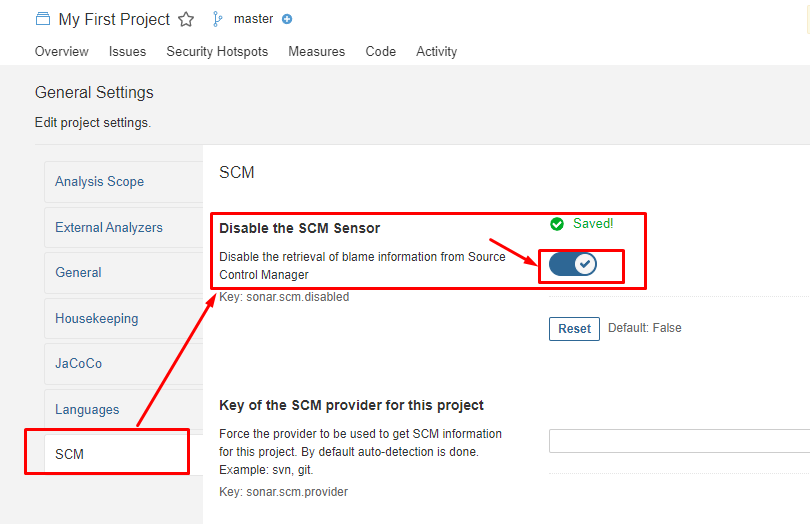 My First Project master
Overview Issues Security Hotspots Measures Code Activity
General Settings
Edit project settings.
Analysis Scope
External Analyzers
General
Housekeeping
JaCoCo
Languages
SCM
SCM
Disable the SCM Sensor
Saved!
Disable the retrieval of blame information from Source
Control Manager
Key: sonar.scm.disabled
Reset Default: False
Key of the SCM provider for this project
Force the provider to be used to get SCM information
for this project. By default auto-detection is done.
Example: svn, git.
Key: sonar.scm.provider